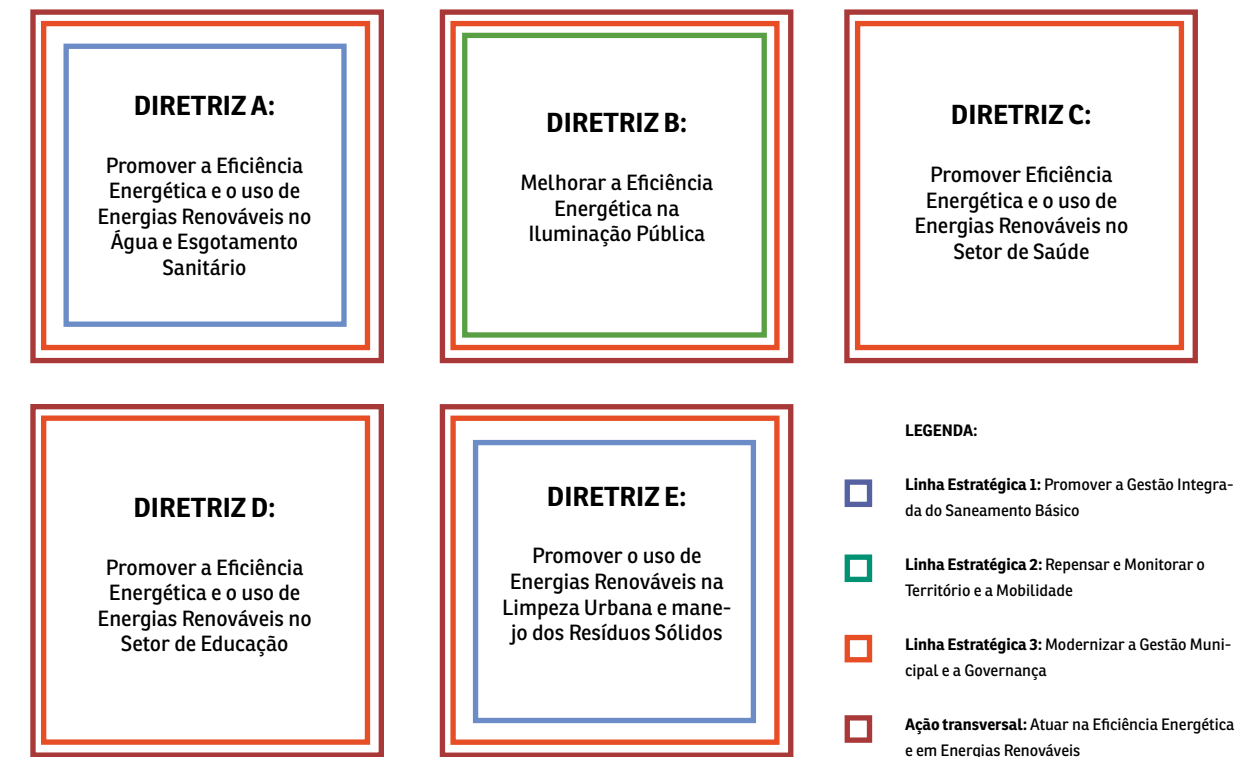 DIRETRIZ A:
Promover a Eficiência
Energética e o uso de
Energias Renováveis no
Água e Esgotamento
Sanitário
DIRETRIZ B:
Melhorar a Eficiência
Energética na
Iluminação Pública
DIRETRIZ C:
Promover Eficiência
Energética e o uso de
Energias Renováveis no
Setor de Saúde
DIRETRIZ D:
Promover a Eficiência
Energética e o uso de
Energias Renováveis no
Setor de Educação
DIRETRIZ E:
Promover o uso de
Energias Renováveis na
Limpeza Urbana e mane-
jo dos Resíduos Sólidos
LEGENDA:
Linha Estratégica 1: Promover a Gestão Integra-
da do Saneamento Básico
Linha Estratégica 2: Repensar e Monitorar o
Território e a Mobilidade
Linha Estratégica 3: Modernizar a Gestão Muni-
cipal e a Governança
Ação transversal: Atuar na Eficiência Energética
e em Energias Renováveis